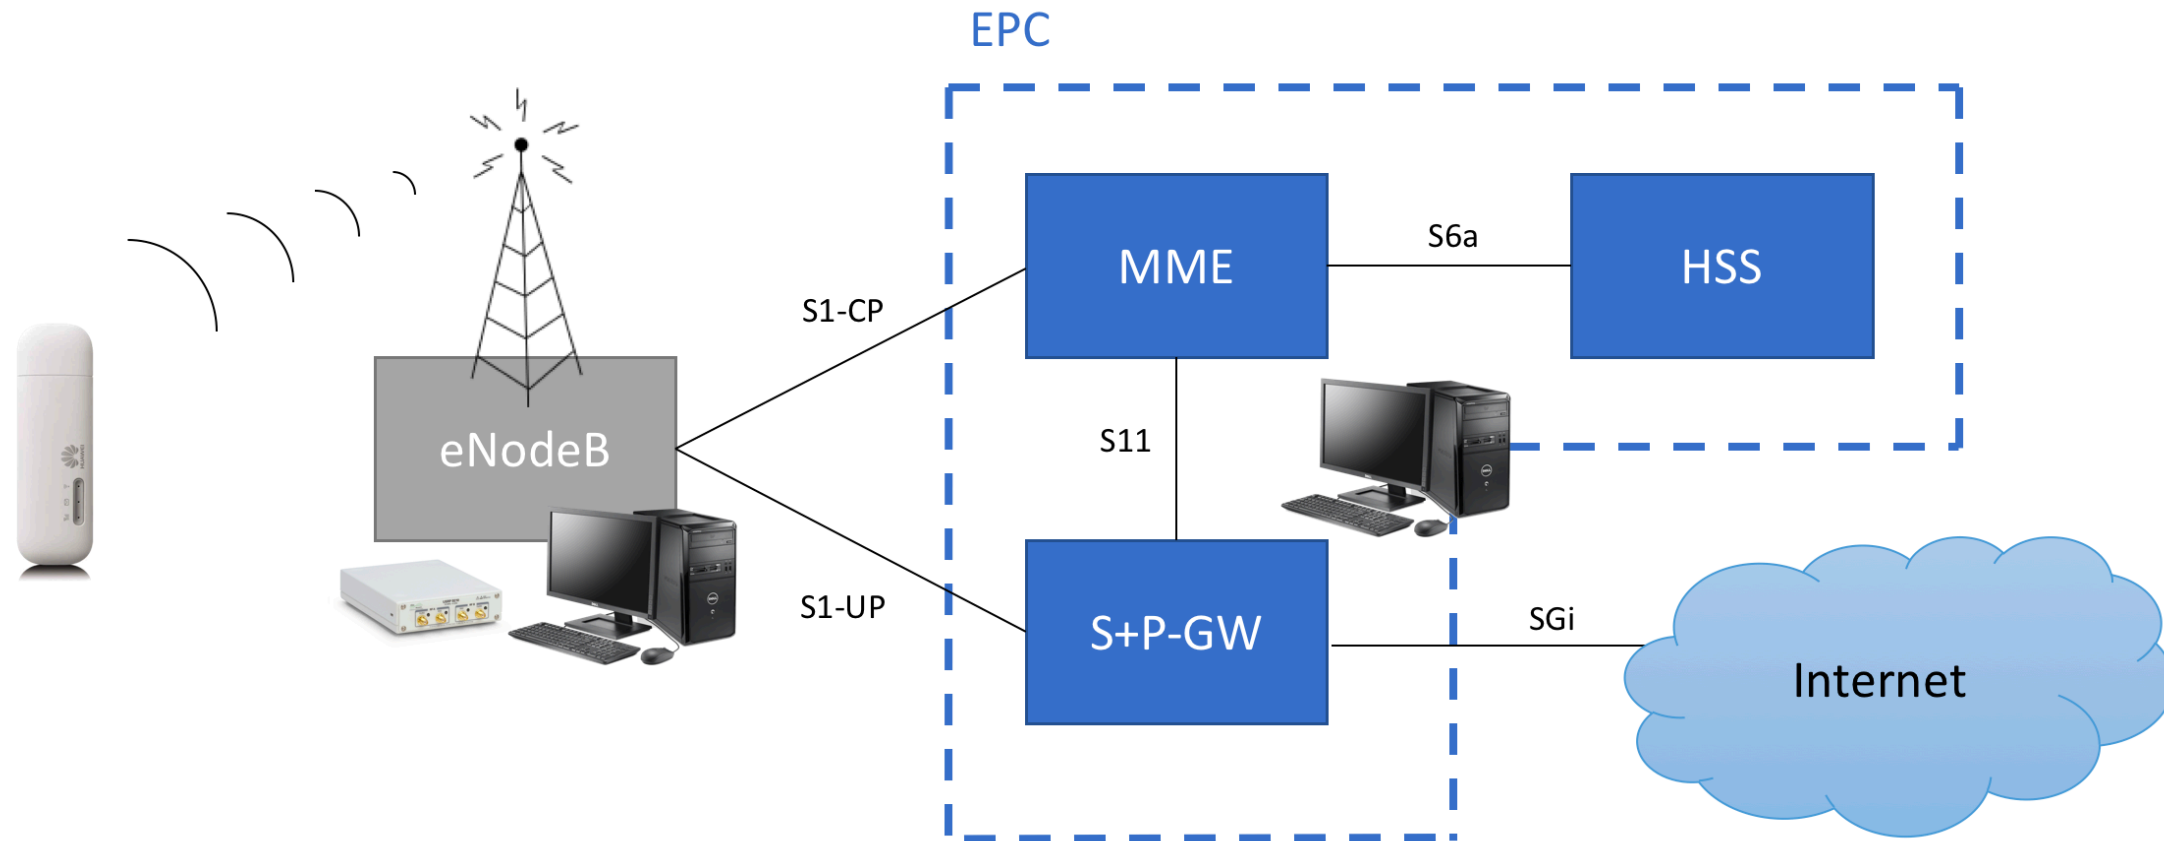 EPC
MME
S6a
HSS
S1-CP
eNodeB
S11
S1-UP
S+P-GW
SGi
Internet